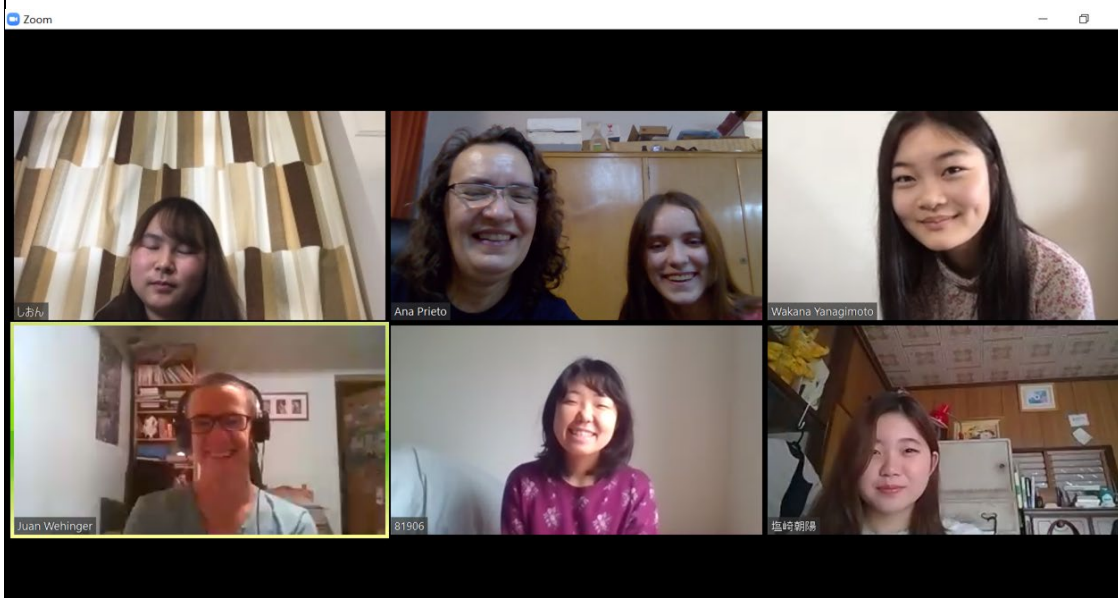 Zoom
しおん
Ana Prieto
Wakana Yanagimoto
Juan Wehinger
81906
塩崎朝陽